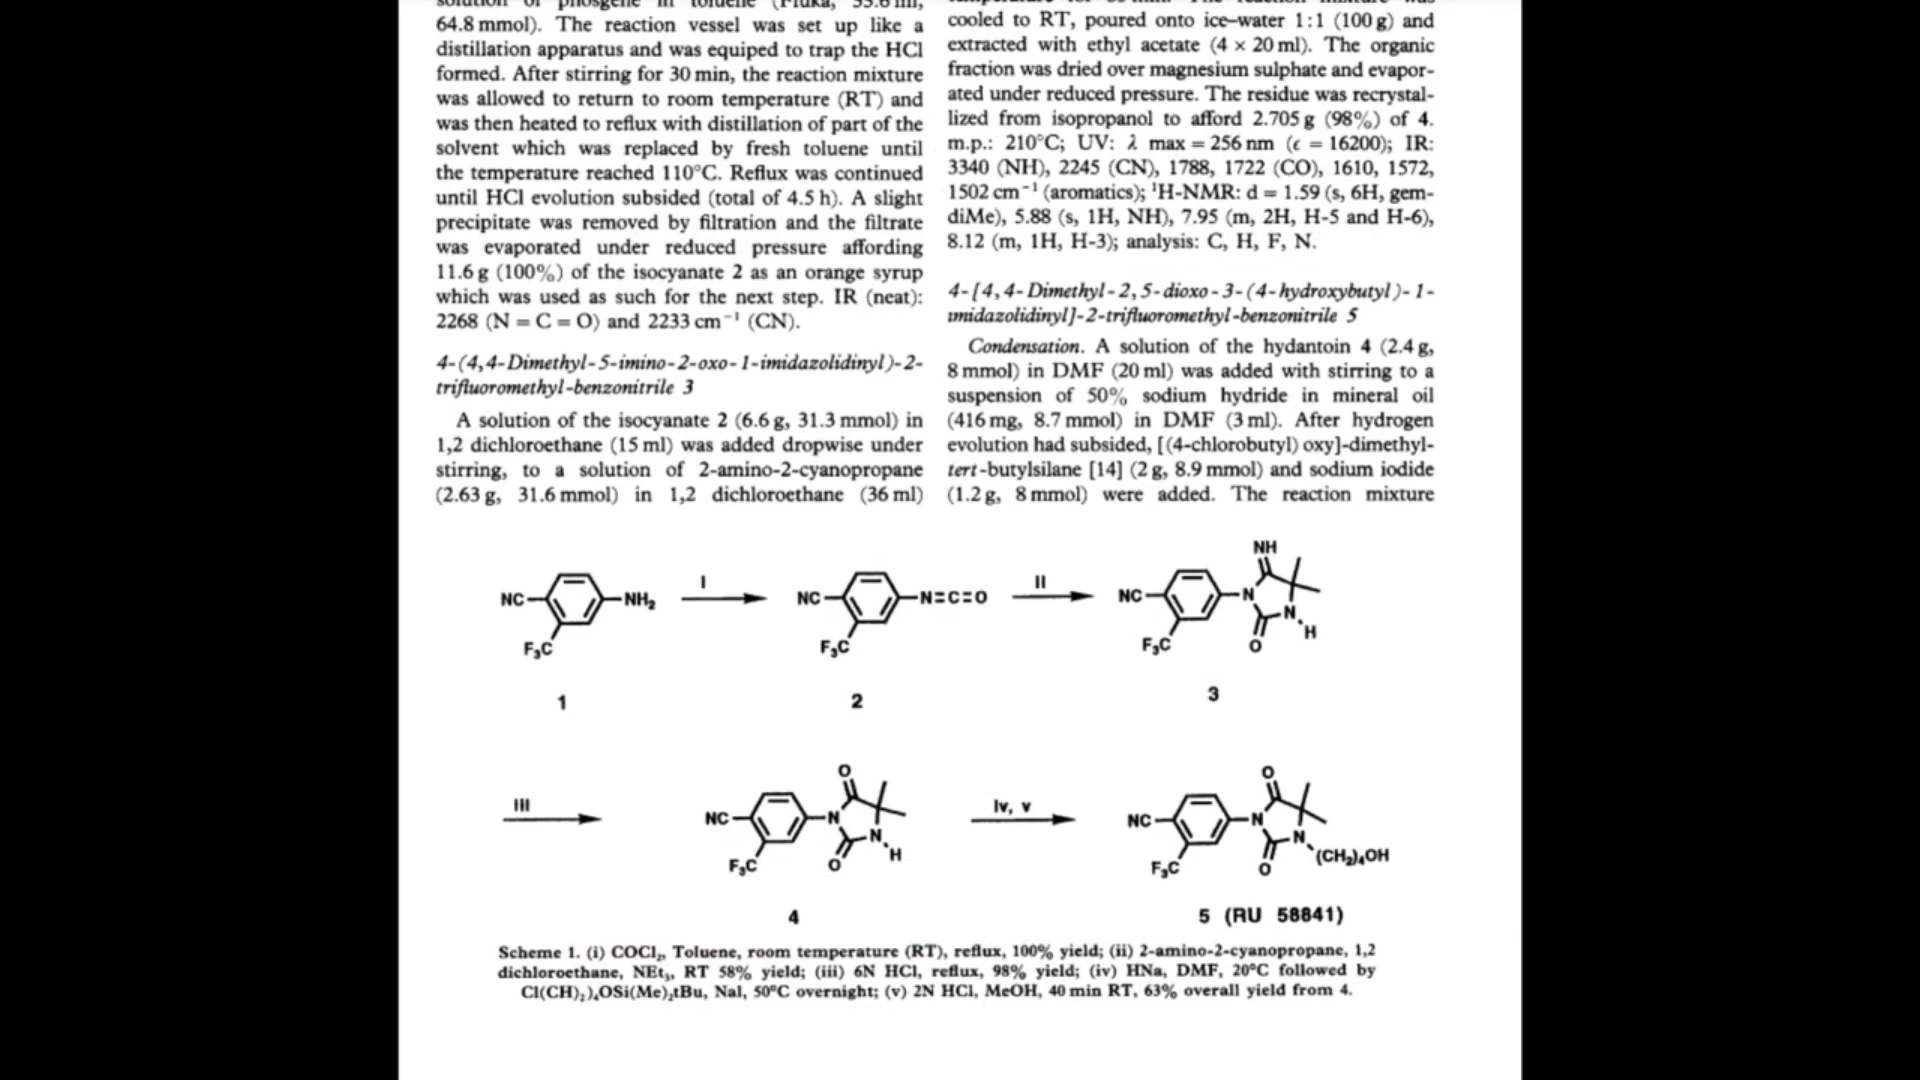 solution of phosgene in toluene (Fluka, 33.6 ml,
64.8 mmol). The reaction vessel was set up like a
distillation apparatus and was equiped to trap the HCl
formed. After stirring for 30 min, the reaction mixture
was allowed to return to room temperature (RT) and
was then heated to reflux with distillation of part of the
solvent which was replaced by fresh toluene until
the temperature reached 110°C. Reflux was continued
until HCl evolution subsided (total of 4.5 h). A slight
precipitate was removed by filtration and the filtrate
was evaporated under reduced pressure affording
11.6 g (100%) of the isocyanate 2 as an orange syrup
which was used as such for the next step. IR (neat):
2268 (N = C = O) and 2233 cm⁻¹ (CN).
4-(4,4-Dimethyl-5-imino-2-oxo-1-imidazolidinyl)-2-
trifluoromethyl-benzonitrile 3
A solution of the isocyanate 2 (6.6 g, 31.3 mmol) in
1,2 dichloroethane (15 ml) was added dropwise under
stirring, to a solution of 2-amino-2-cyanopropane
(2.63 g, 31.6 mmol) in 1,2 dichloroethane (36 ml)
cooled to RT, poured onto ice–water 1:1 (100 g) and
extracted with ethyl acetate (4 × 20 ml). The organic
fraction was dried over magnesium sulphate and evapor-
ated under reduced pressure. The residue was recrystal-
lized from isopropanol to afford 2.705 g (98%) of 4.
m.p.: 210°C; UV: λ max = 256 nm (ϵ = 16200); IR:
3340 (NH), 2245 (CN), 1788, 1722 (CO), 1610, 1572,
1502 cm⁻¹ (aromatics); ¹H-NMR: d = 1.59 (s, 6H, gem-
diMe), 5.88 (s, 1H, NH), 7.95 (m, 2H, H-5 and H-6),
8.12 (m, 1H, H-3); analysis: C, H, F, N.
4-[4,4-Dimethyl-2,5-dioxo-3-(4-hydroxybutyl)-1-
imidazolidinyl]-2-trifluoromethyl-benzonitrile 5
Condensation. A solution of the hydantoin 4 (2.4 g,
8 mmol) in DMF (20 ml) was added with stirring to a
suspension of 50% sodium hydride in mineral oil
(416 mg, 8.7 mmol) in DMF (3 ml). After hydrogen
evolution had subsided, [(4-chlorobutyl) oxy]-dimethyl-
tert-butylsilane [14] (2 g, 8.9 mmol) and sodium iodide
(1.2 g, 8 mmol) were added. The reaction mixture
NC NH₂ F₃C
I
NC N=C=O F₃C
II
NC NH N N H O F₃C
1 2 3
III
NC O N N H O F₃C
iv, v
NC O N N (CH₂)₄OH O F₃C
4 5 (RU 58841)
Scheme 1. (i) COCl₂, Toluene, room temperature (RT), reflux, 100% yield; (ii) 2-amino-2-cyanopropane, 1,2
dichloroethane, NEt₃, RT 58% yield; (iii) 6N HCl, reflux, 98% yield; (iv) HNa, DMF, 20°C followed by
Cl(CH)₂)₄OSi(Me)₂tBu, NaI, 50°C overnight; (v) 2N HCl, MeOH, 40 min RT, 63% overall yield from 4.